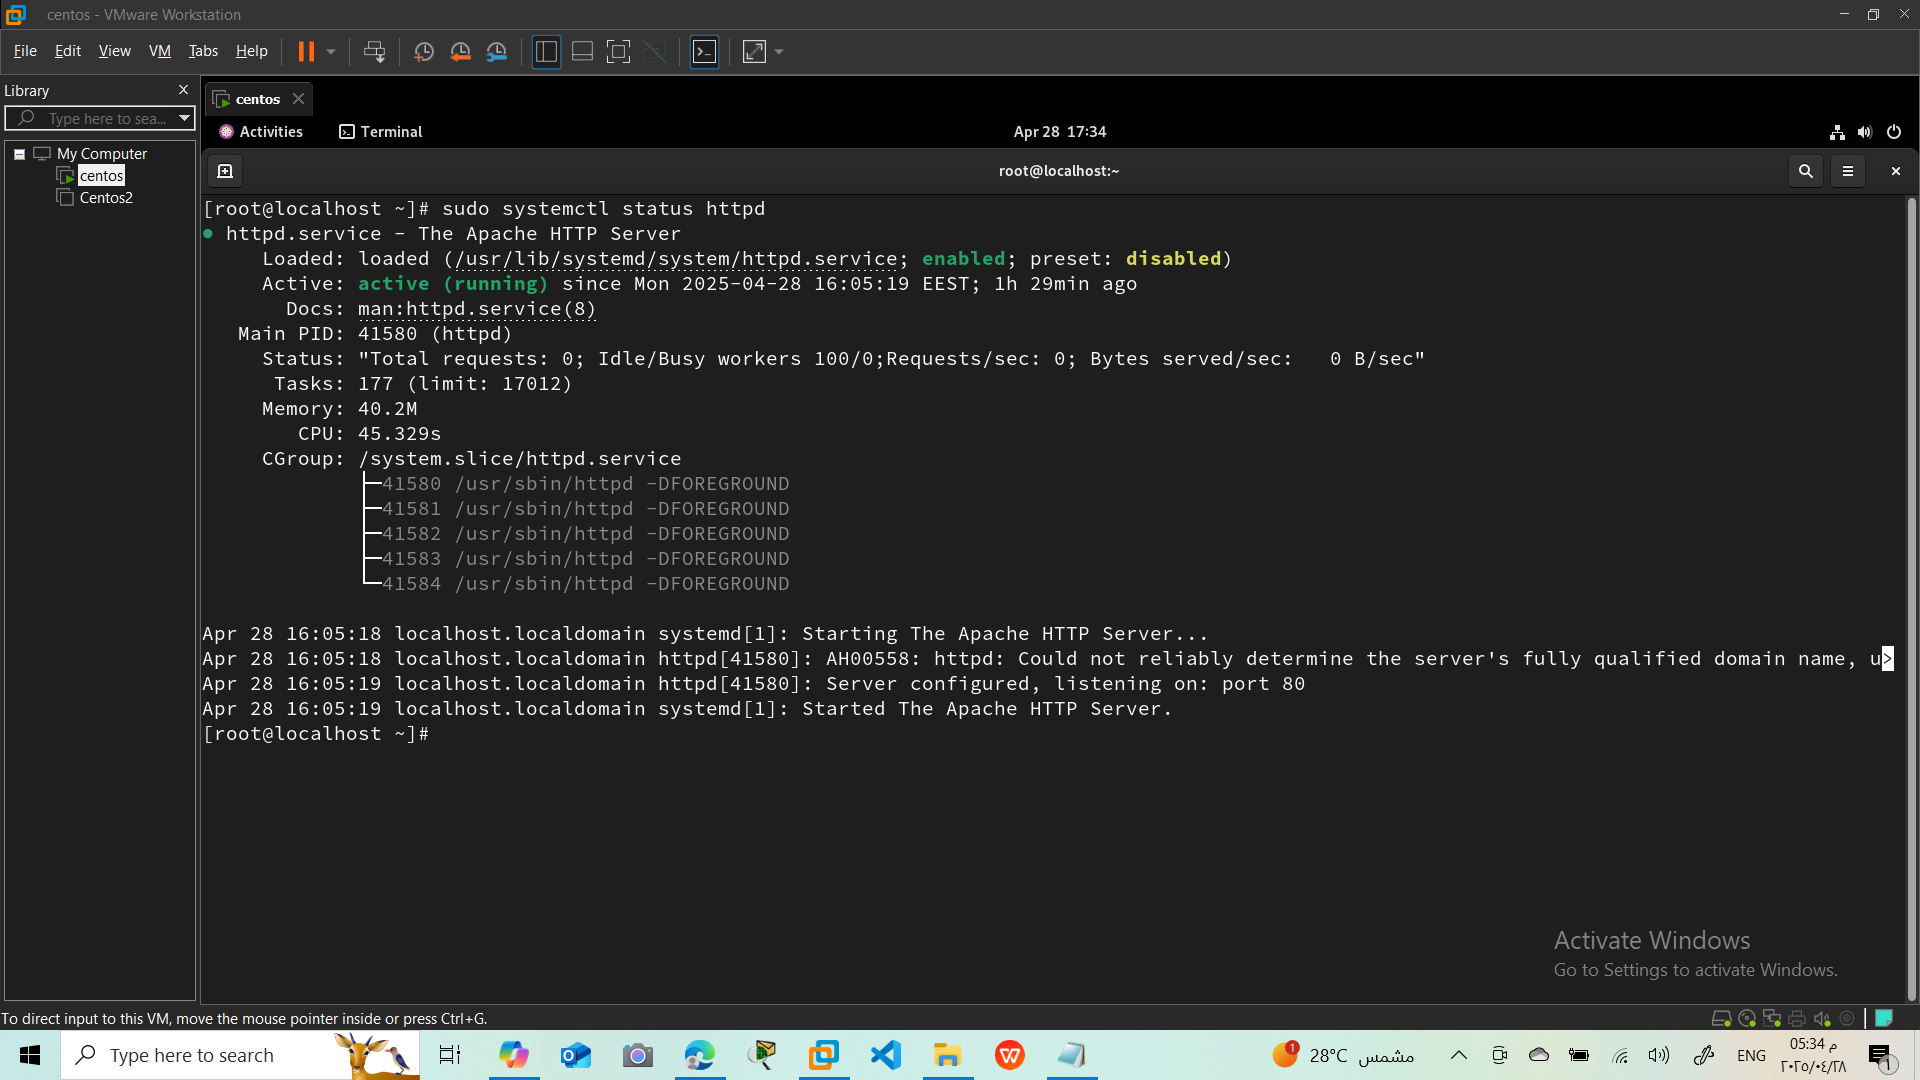 centos - VMware Workstation
File Edit View VM Tabs Help
Library
Type here to sea...
My Computer
centos
Centos2
centos
Activities Terminal Apr 28 17:34
root@localhost:~
[root@localhost ~]# sudo systemctl status httpd
● httpd.service - The Apache HTTP Server
Loaded: loaded (/usr/lib/systemd/system/httpd.service; enabled; preset: disabled)
Active: active (running) since Mon 2025-04-28 16:05:19 EEST; 1h 29min ago
Docs: man:httpd.service(8)
Main PID: 41580 (httpd)
Status: "Total requests: 0; Idle/Busy workers 100/0;Requests/sec: 0; Bytes served/sec:   0 B/sec"
Tasks: 177 (limit: 17012)
Memory: 40.2M
CPU: 45.329s
CGroup: /system.slice/httpd.service
├─41580 /usr/sbin/httpd -DFOREGROUND
├─41581 /usr/sbin/httpd -DFOREGROUND
├─41582 /usr/sbin/httpd -DFOREGROUND
├─41583 /usr/sbin/httpd -DFOREGROUND
└─41584 /usr/sbin/httpd -DFOREGROUND
Apr 28 16:05:18 localhost.localdomain systemd[1]: Starting The Apache HTTP Server...
Apr 28 16:05:18 localhost.localdomain httpd[41580]: AH00558: httpd: Could not reliably determine the server's fully qualified domain name, u>
Apr 28 16:05:19 localhost.localdomain httpd[41580]: Server configured, listening on: port 80
Apr 28 16:05:19 localhost.localdomain systemd[1]: Started The Apache HTTP Server.
[root@localhost ~]#
Activate Windows
Go to Settings to activate Windows.
To direct input to this VM, move the mouse pointer inside or press Ctrl+G.
Type here to search
1
28°C مشمس
ENG
05:34 م
٢٠٢٥/٠٤/٢٨
١